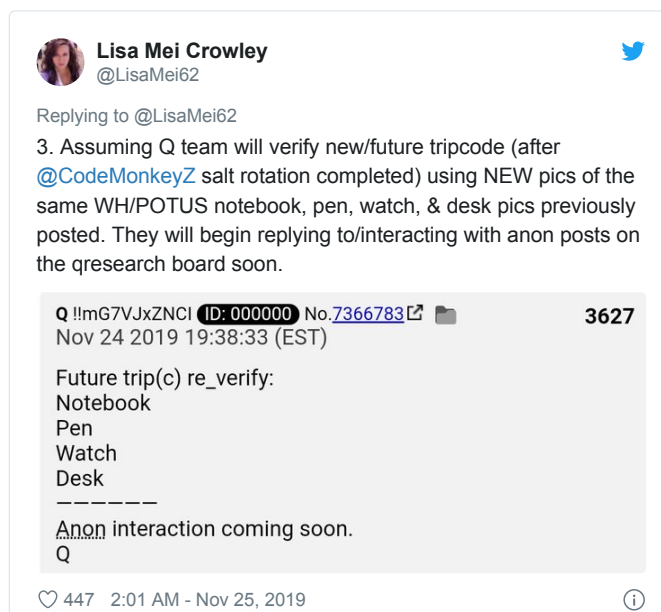 Lisa Mei Crowley
@LisaMei62
Replying to @LisaMei62
3. Assuming Q team will verify new/future tripcode (after
@CodeMonkeyZ salt rotation completed) using NEW pics of the
same WH/POTUS notebook, pen, watch, & desk pics previously
posted. They will begin replying to/interacting with anon posts on
the qresearch board soon.
Q !!mG7VJxZNCI ID: 000000 No.7366783 3627
Nov 24 2019 19:38:33 (EST)
Future trip(c) re_verify:
Notebook
Pen
Watch
Desk
——————
Anon interaction coming soon.
Q
447 2:01 AM - Nov 25, 2019